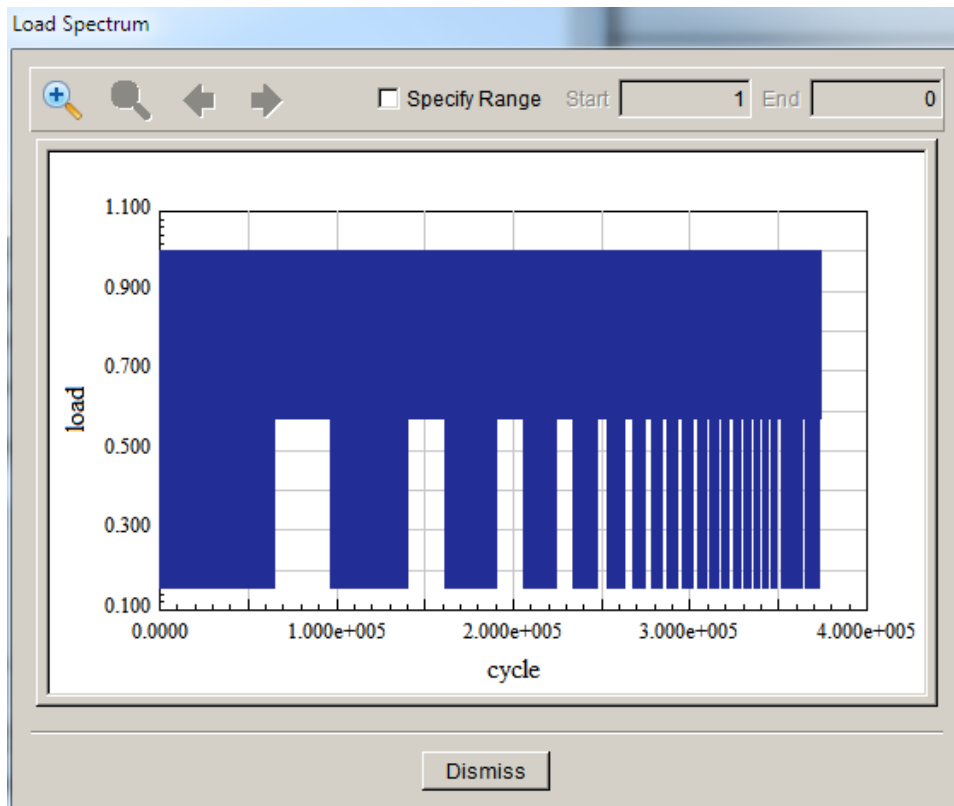 Load Spectrum
Specify Range Start 1 End 0
1.100
0.900
0.700
0.500
0.300
0.100
load
0.0000 1.000e+005 2.000e+005 3.000e+005 4.000e+005
cycle
Dismiss